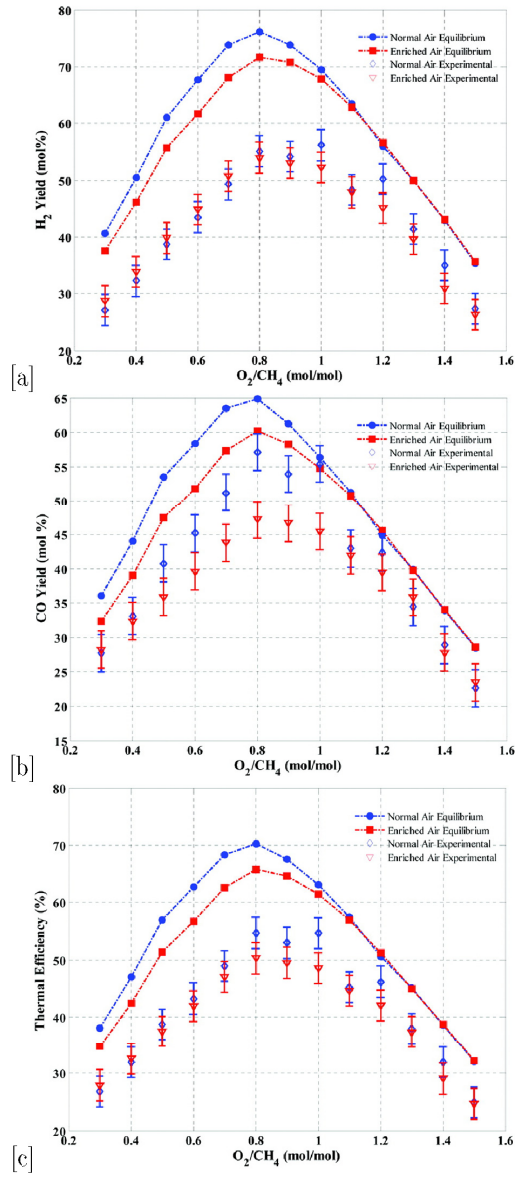 80
70
60
50
40
30
20
H2 Yield (mol%)
Normal Air Equilibrium
Enriched Air Equilibrium
Normal Air Experimental
Enriched Air Experimental
0.2 0.4 0.6 0.8 1 1.2 1.4 1.6
O2/CH4 (mol/mol)
[a]
65
60
55
50
45
40
35
30
25
20
15
CO Yield (mol %)
Normal Air Equilibrium
Enriched Air Equilibrium
Normal Air Experimental
Enriched Air Experimental
0.2 0.4 0.6 0.8 1 1.2 1.4 1.6
O2/CH4 (mol/mol)
[b]
80
70
60
50
40
30
20
Thermal Efficiency (%)
Normal Air Equilibrium
Enriched Air Equilibrium
Normal Air Experimental
Enriched Air Experimental
0.2 0.4 0.6 0.8 1 1.2 1.4 1.6
O2/CH4 (mol/mol)
[c]